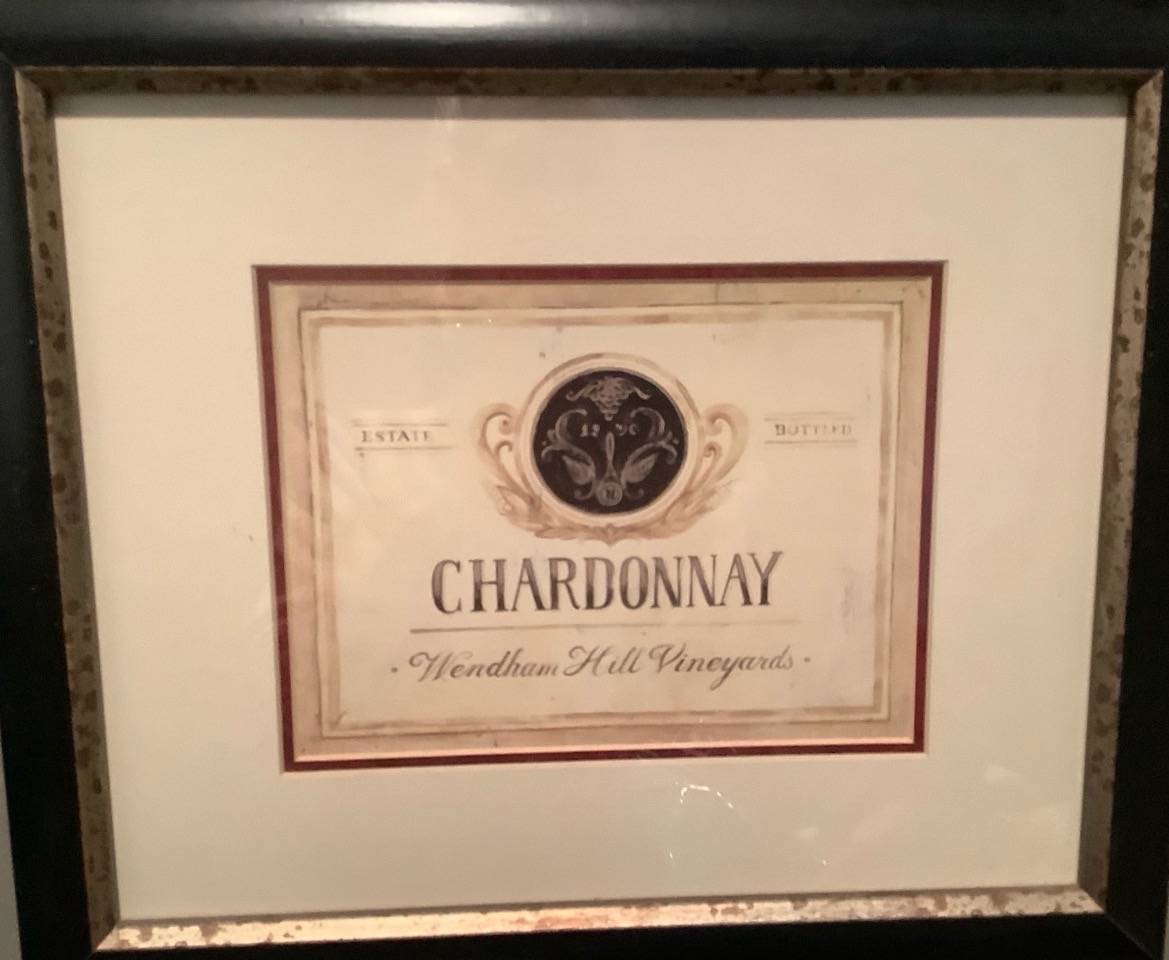 ESTATE
BOTTLED
CHARDONNAY
· Wendham Hill Vineyards ·